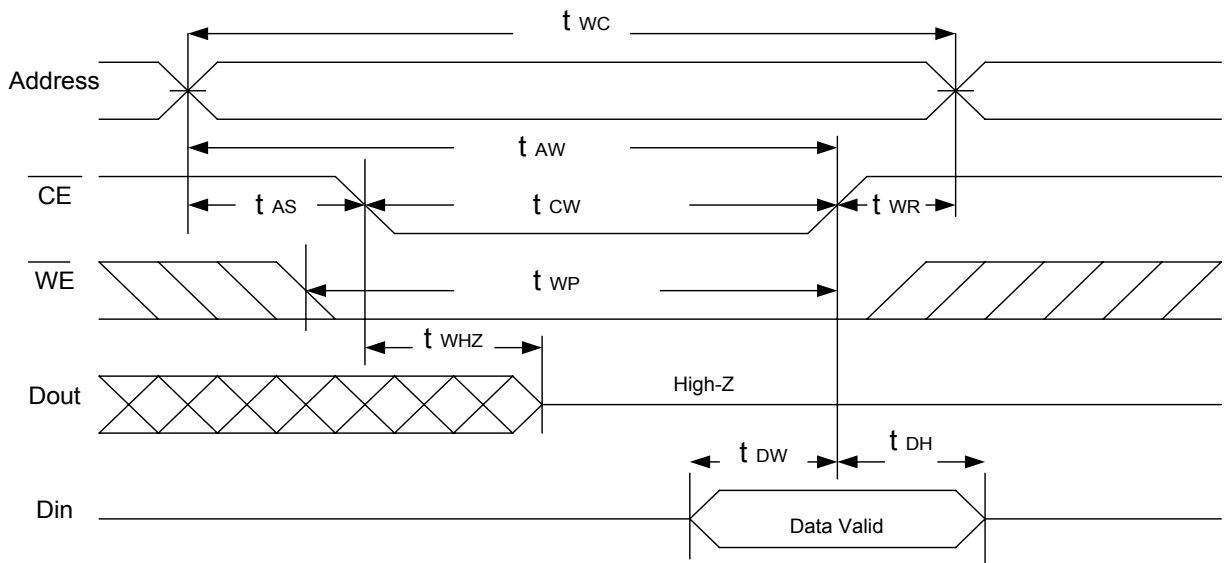 t WC
Address
t AW
CE
t AS
t CW
t WR
WE
t WP
t WHZ
Dout
High-Z
t DW
t DH
Din
Data Valid